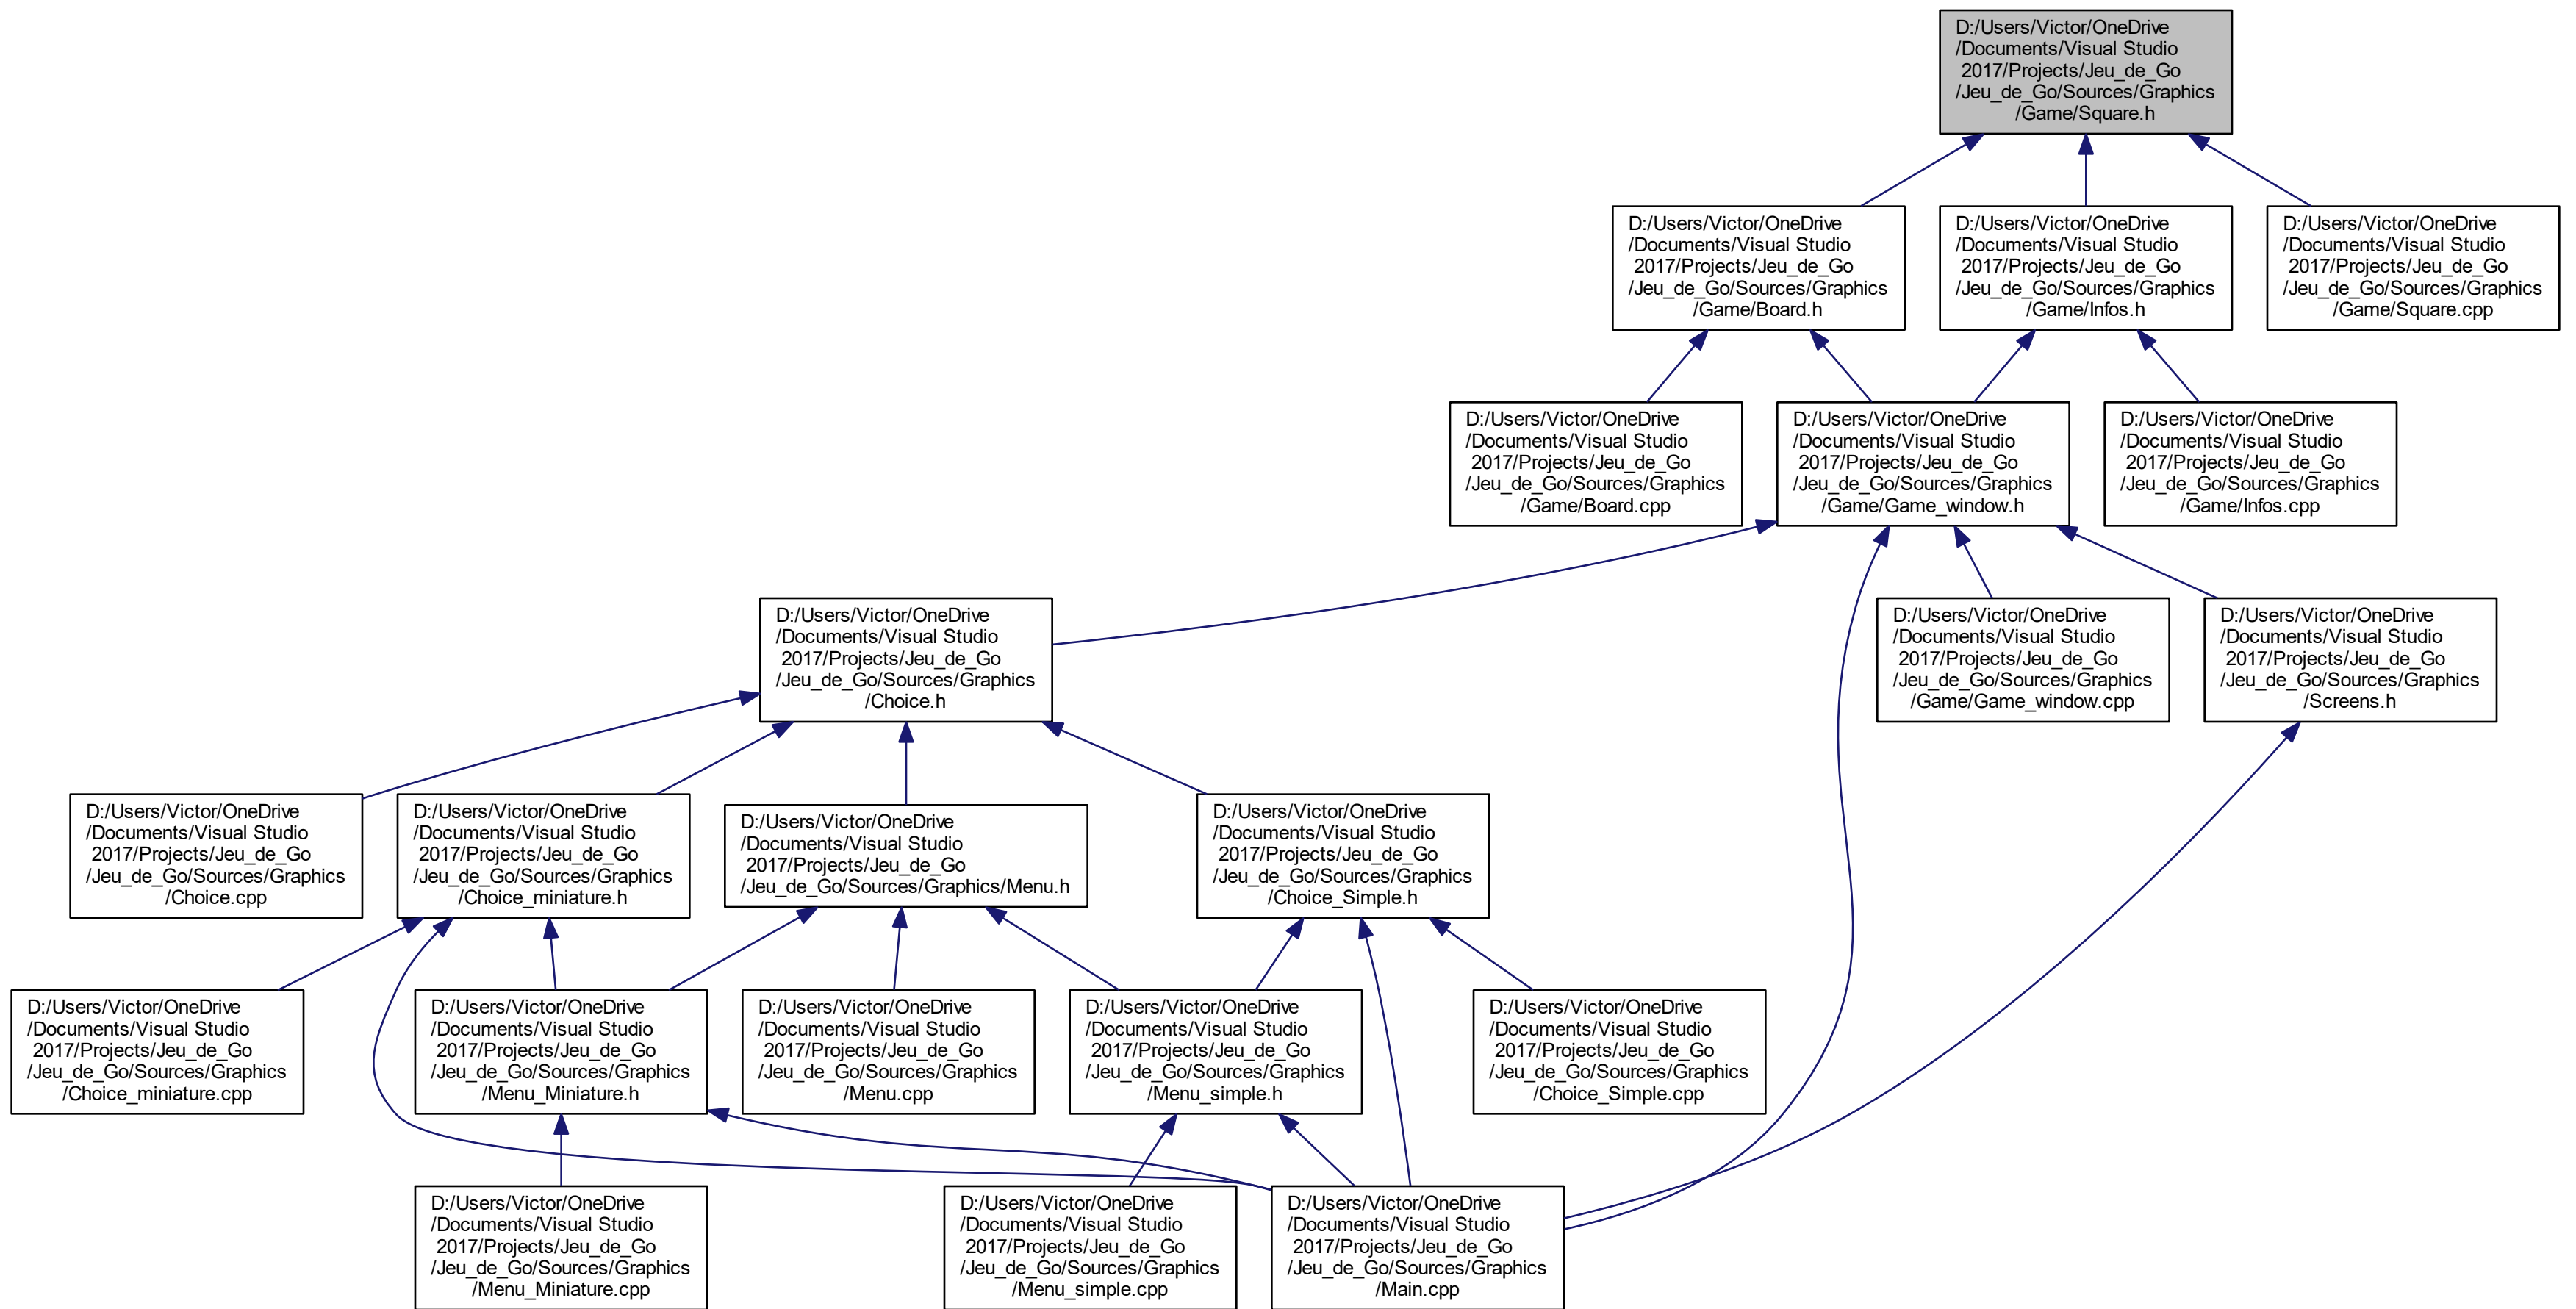 D:/Users/Victor/OneDrive
/Documents/Visual Studio
2017/Projects/Jeu_de_Go
/Jeu_de_Go/Sources/Graphics
/Game/Square.h
D:/Users/Victor/OneDrive
/Documents/Visual Studio
2017/Projects/Jeu_de_Go
/Jeu_de_Go/Sources/Graphics
/Game/Board.h
D:/Users/Victor/OneDrive
/Documents/Visual Studio
2017/Projects/Jeu_de_Go
/Jeu_de_Go/Sources/Graphics
/Game/Infos.h
D:/Users/Victor/OneDrive
/Documents/Visual Studio
2017/Projects/Jeu_de_Go
/Jeu_de_Go/Sources/Graphics
/Game/Square.cpp
D:/Users/Victor/OneDrive
/Documents/Visual Studio
2017/Projects/Jeu_de_Go
/Jeu_de_Go/Sources/Graphics
/Game/Board.cpp
D:/Users/Victor/OneDrive
/Documents/Visual Studio
2017/Projects/Jeu_de_Go
/Jeu_de_Go/Sources/Graphics
/Game/Game_window.h
D:/Users/Victor/OneDrive
/Documents/Visual Studio
2017/Projects/Jeu_de_Go
/Jeu_de_Go/Sources/Graphics
/Game/Infos.cpp
D:/Users/Victor/OneDrive
/Documents/Visual Studio
2017/Projects/Jeu_de_Go
/Jeu_de_Go/Sources/Graphics
/Choice.h
D:/Users/Victor/OneDrive
/Documents/Visual Studio
2017/Projects/Jeu_de_Go
/Jeu_de_Go/Sources/Graphics
/Game/Game_window.cpp
D:/Users/Victor/OneDrive
/Documents/Visual Studio
2017/Projects/Jeu_de_Go
/Jeu_de_Go/Sources/Graphics
/Screens.h
D:/Users/Victor/OneDrive
/Documents/Visual Studio
2017/Projects/Jeu_de_Go
/Jeu_de_Go/Sources/Graphics
/Choice.cpp
D:/Users/Victor/OneDrive
/Documents/Visual Studio
2017/Projects/Jeu_de_Go
/Jeu_de_Go/Sources/Graphics
/Choice_miniature.h
D:/Users/Victor/OneDrive
/Documents/Visual Studio
2017/Projects/Jeu_de_Go
/Jeu_de_Go/Sources/Graphics/Menu.h
D:/Users/Victor/OneDrive
/Documents/Visual Studio
2017/Projects/Jeu_de_Go
/Jeu_de_Go/Sources/Graphics
/Choice_Simple.h
D:/Users/Victor/OneDrive
/Documents/Visual Studio
2017/Projects/Jeu_de_Go
/Jeu_de_Go/Sources/Graphics
/Choice_miniature.cpp
D:/Users/Victor/OneDrive
/Documents/Visual Studio
2017/Projects/Jeu_de_Go
/Jeu_de_Go/Sources/Graphics
/Menu_Miniature.h
D:/Users/Victor/OneDrive
/Documents/Visual Studio
2017/Projects/Jeu_de_Go
/Jeu_de_Go/Sources/Graphics
/Menu.cpp
D:/Users/Victor/OneDrive
/Documents/Visual Studio
2017/Projects/Jeu_de_Go
/Jeu_de_Go/Sources/Graphics
/Menu_simple.h
D:/Users/Victor/OneDrive
/Documents/Visual Studio
2017/Projects/Jeu_de_Go
/Jeu_de_Go/Sources/Graphics
/Choice_Simple.cpp
D:/Users/Victor/OneDrive
/Documents/Visual Studio
2017/Projects/Jeu_de_Go
/Jeu_de_Go/Sources/Graphics
/Menu_Miniature.cpp
D:/Users/Victor/OneDrive
/Documents/Visual Studio
2017/Projects/Jeu_de_Go
/Jeu_de_Go/Sources/Graphics
/Menu_simple.cpp
D:/Users/Victor/OneDrive
/Documents/Visual Studio
2017/Projects/Jeu_de_Go
/Jeu_de_Go/Sources/Graphics
/Main.cpp